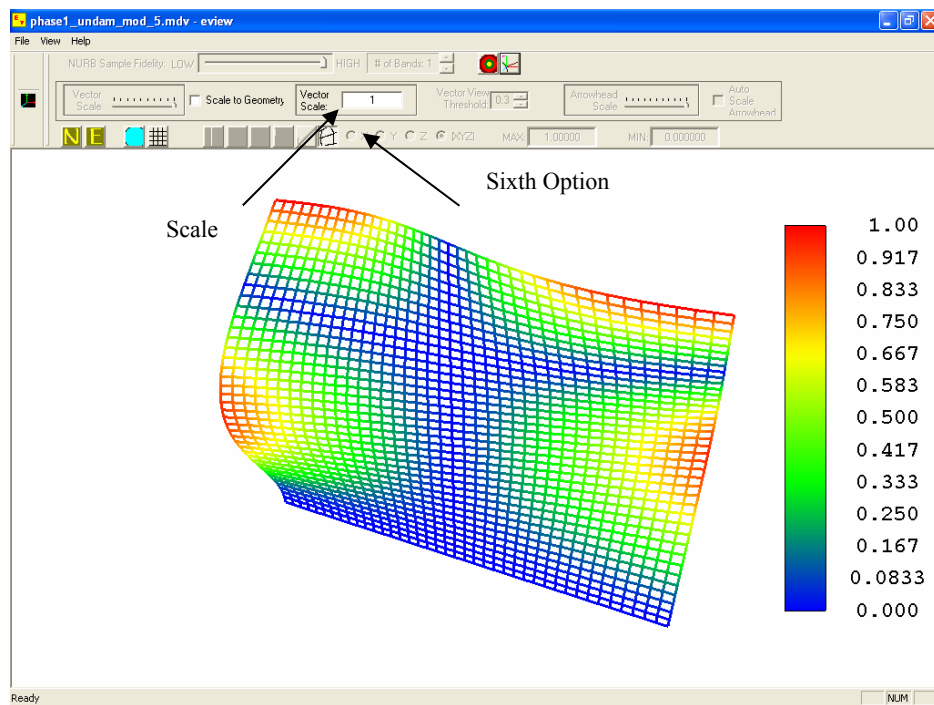 phase1_undam_mod_5.mdv - eview
File View Help
NURB Sample Fidelity: LOW HIGH # of Bands: 1
Vector Scale Scale to Geometry Vector Scale: 1 Vector View Threshold: 0.3 Arrowhead Scale Auto Scale Arrowhead
N E Y Z |XYZ| MAX: 1.00000 MIN: 0.000000
Sixth Option
Scale
1.00
0.917
0.833
0.750
0.667
0.583
0.500
0.417
0.333
0.250
0.167
0.0833
0.000
Ready NUM